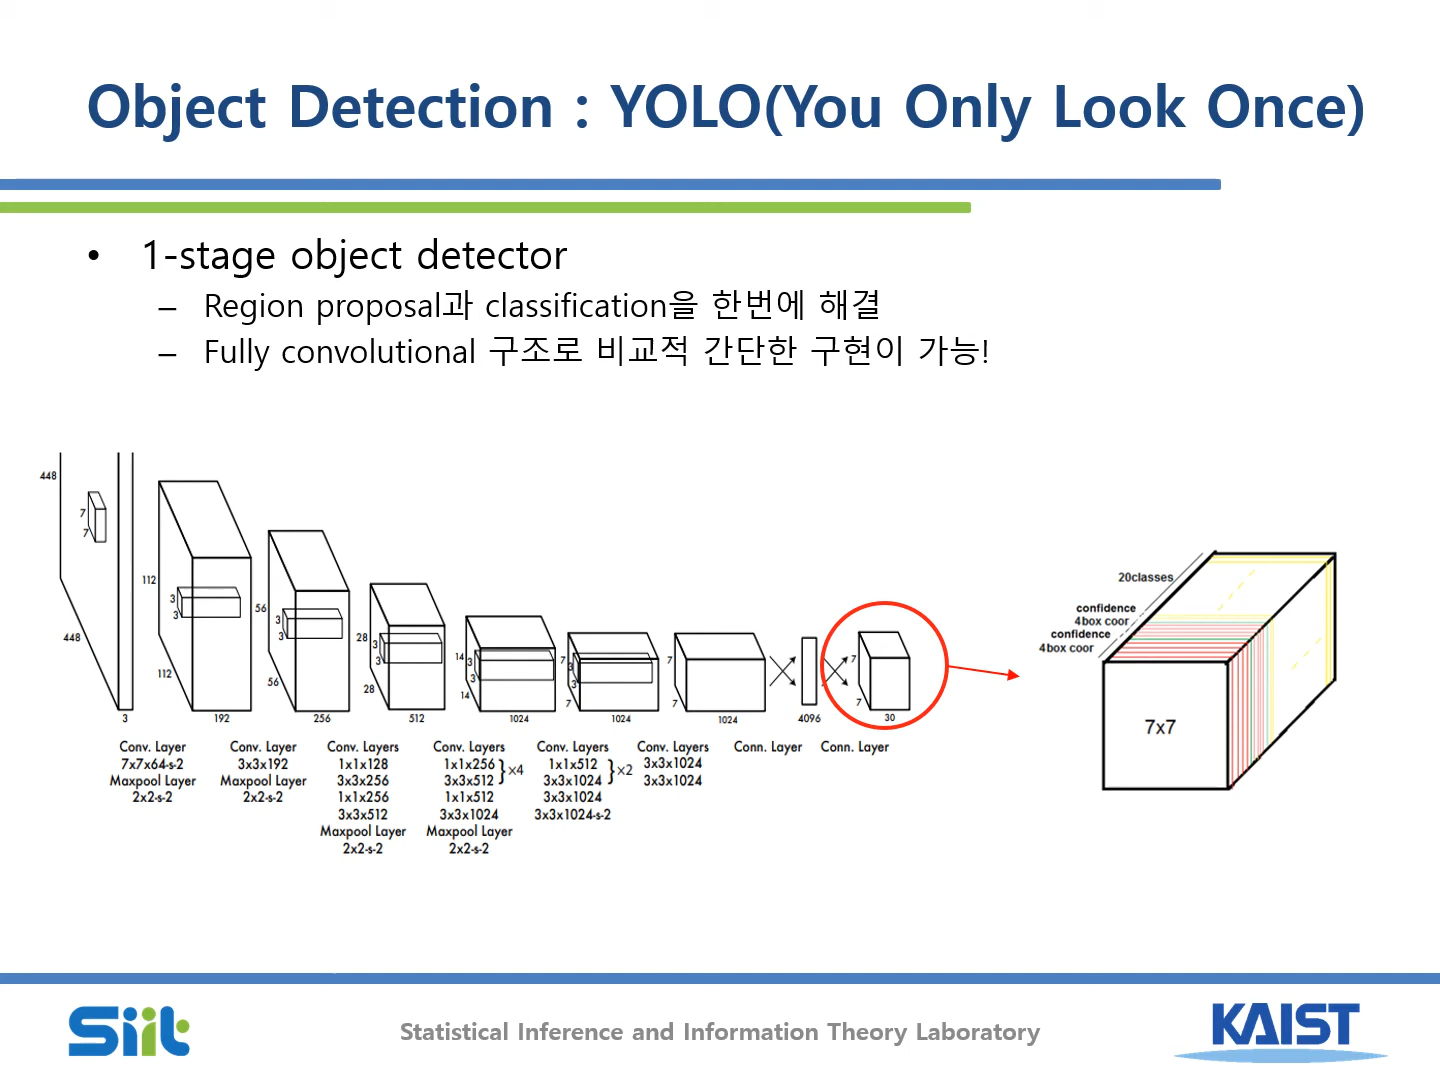 Object Detection : YOLO(You Only Look Once)
• 1-stage object detector
– Region proposal과 classification을 한번에 해결
– Fully convolutional 구조로 비교적 간단한 구현이 가능!
448
7
7
448
3
112
3
3
112
192
56
3
3
56
256
28
3
3
28
512
14
3
3
14
1024
7
3
3
7
1024
7
7
1024
4096
7
7
30
Conv. Layer
7x7x64-s-2
Maxpool Layer
2x2-s-2
Conv. Layer
3x3x192
Maxpool Layer
2x2-s-2
Conv. Layers
1x1x128
3x3x256
1x1x256
3x3x512
Maxpool Layer
2x2-s-2
Conv. Layers
1x1x256
3x3x512
}×4
1x1x512
3x3x1024
Maxpool Layer
2x2-s-2
Conv. Layers
1x1x512
3x3x1024
}×2
3x3x1024
3x3x1024-s-2
Conv. Layers
3x3x1024
3x3x1024
Conn. Layer
Conn. Layer
20classes
confidence
4box coor
confidence
4box coor
7x7
Siit
Statistical Inference and Information Theory Laboratory
KAIST